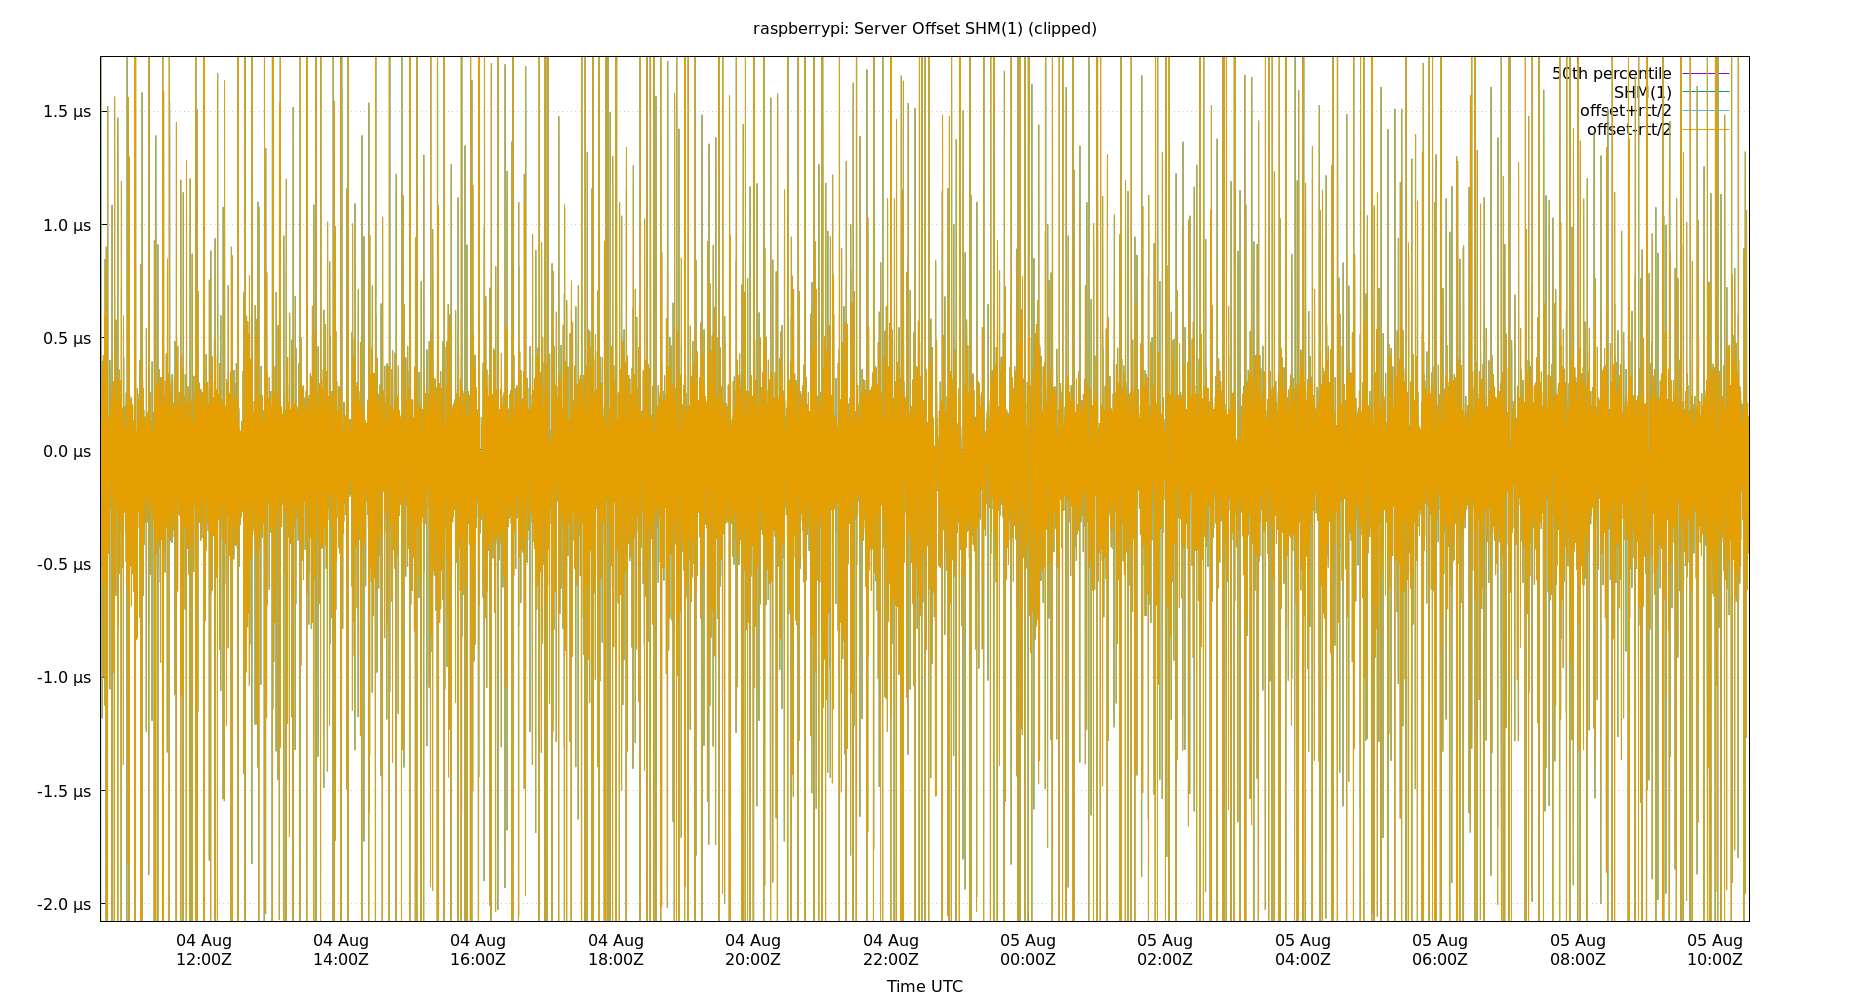 raspberrypi: Server Offset SHM(1) (clipped)
50th percentile
SHM(1)
offset+rtt/2
offset-rtt/2
1.5 µs
1.0 µs
0.5 µs
0.0 µs
-0.5 µs
-1.0 µs
-1.5 µs
-2.0 µs
04 Aug 04 Aug 04 Aug 04 Aug 04 Aug 04 Aug 05 Aug 05 Aug 05 Aug 05 Aug 05 Aug 05 Aug
12:00Z 14:00Z 16:00Z 18:00Z 20:00Z 22:00Z 00:00Z 02:00Z 04:00Z 06:00Z 08:00Z 10:00Z
Time UTC